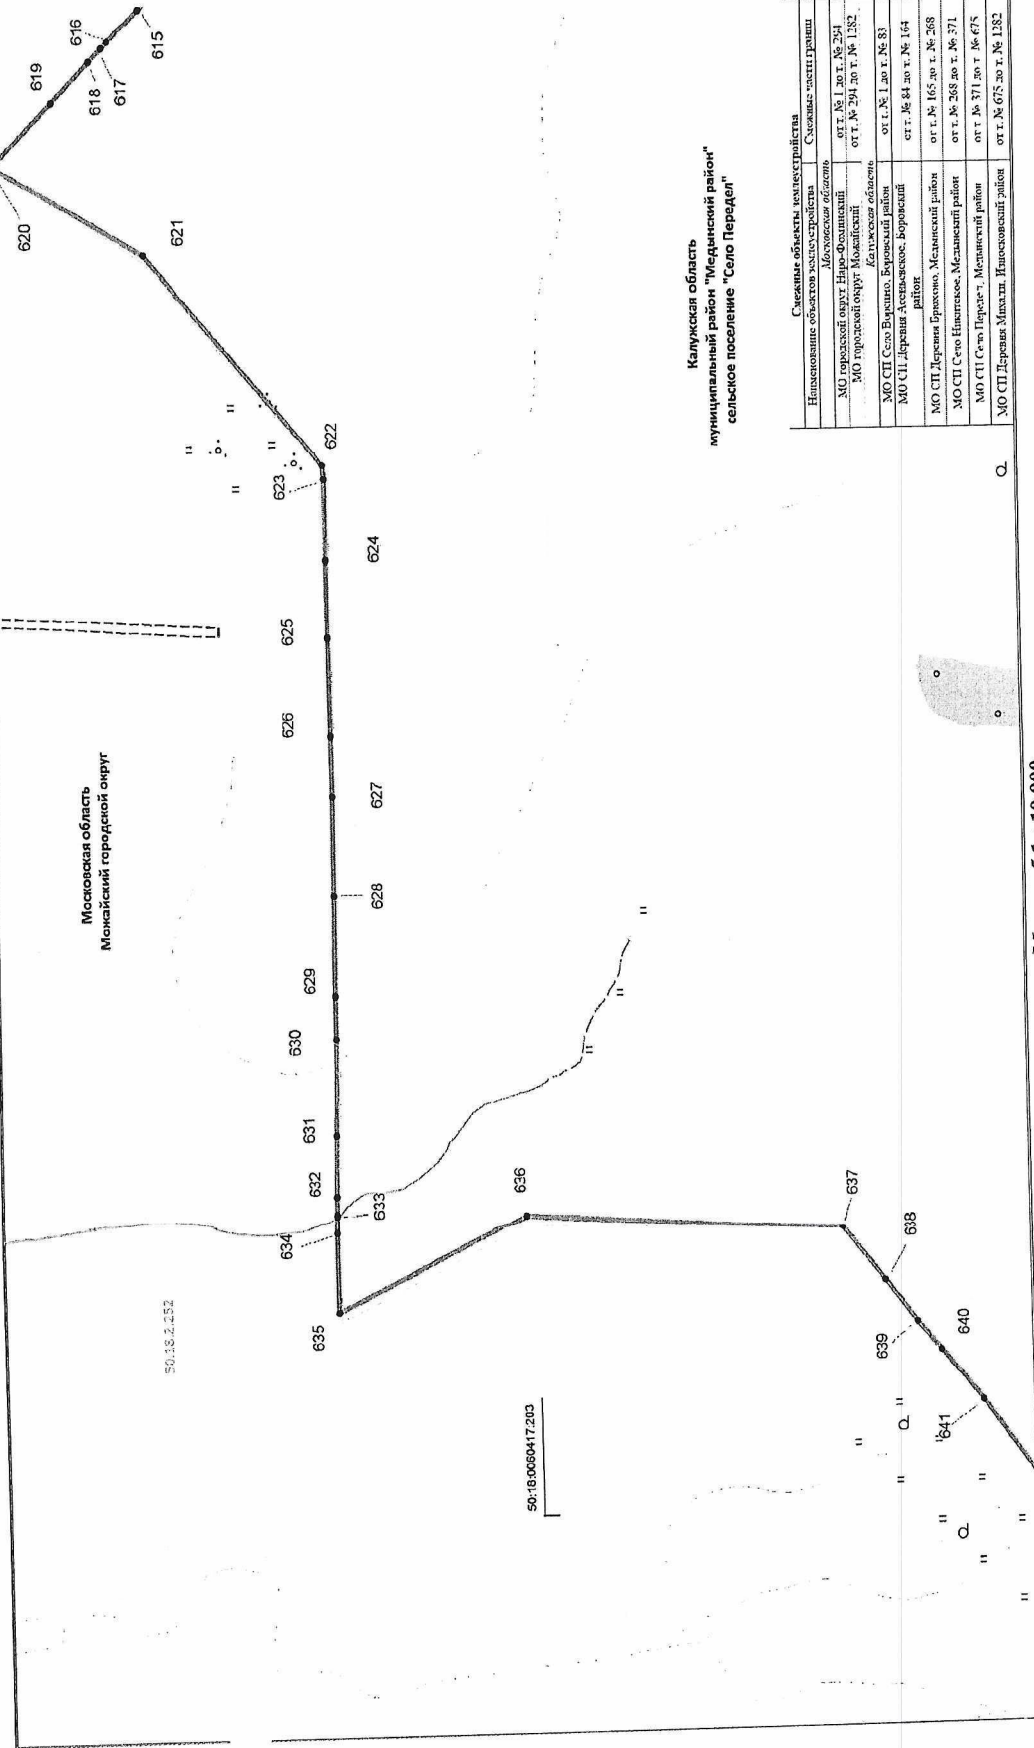 Московская область
Можайский городской округ
615
616
617
618
619
620
621
622
623
624
625
626
627
628
629
630
631
632
633
634
635
636
637
638
639
640
641
50:18:0060417:203
Калужская область
муниципальный район "Медынский район"
сельское поселение "Село Передел"
Смежные объекты землеустройства
Наименование объектов землеустройства Смежные части границ
Московская область
МО городской округ Наро-Фоминский от т. № 1 до т. № 294
МО городской округ Можайский от т. № 294 до т. № 1282
Калужская область
МО СП Село Ворсино, Боровский район от т. № 1 до т. № 83
МО СП Деревня Асеньевское, Боровский район от т. № 84 до т. № 164
МО СП Деревня Брюхово, Медынский район от т. № 165 до т. № 268
МО СП Село Никитское, Медынский район от т. № 268 до т. № 371
МО СП Село Передел, Медынский район от т. № 371 до т. № 675
МО СП Деревня Михали, Износковский район от т. № 675 до т. № 1282